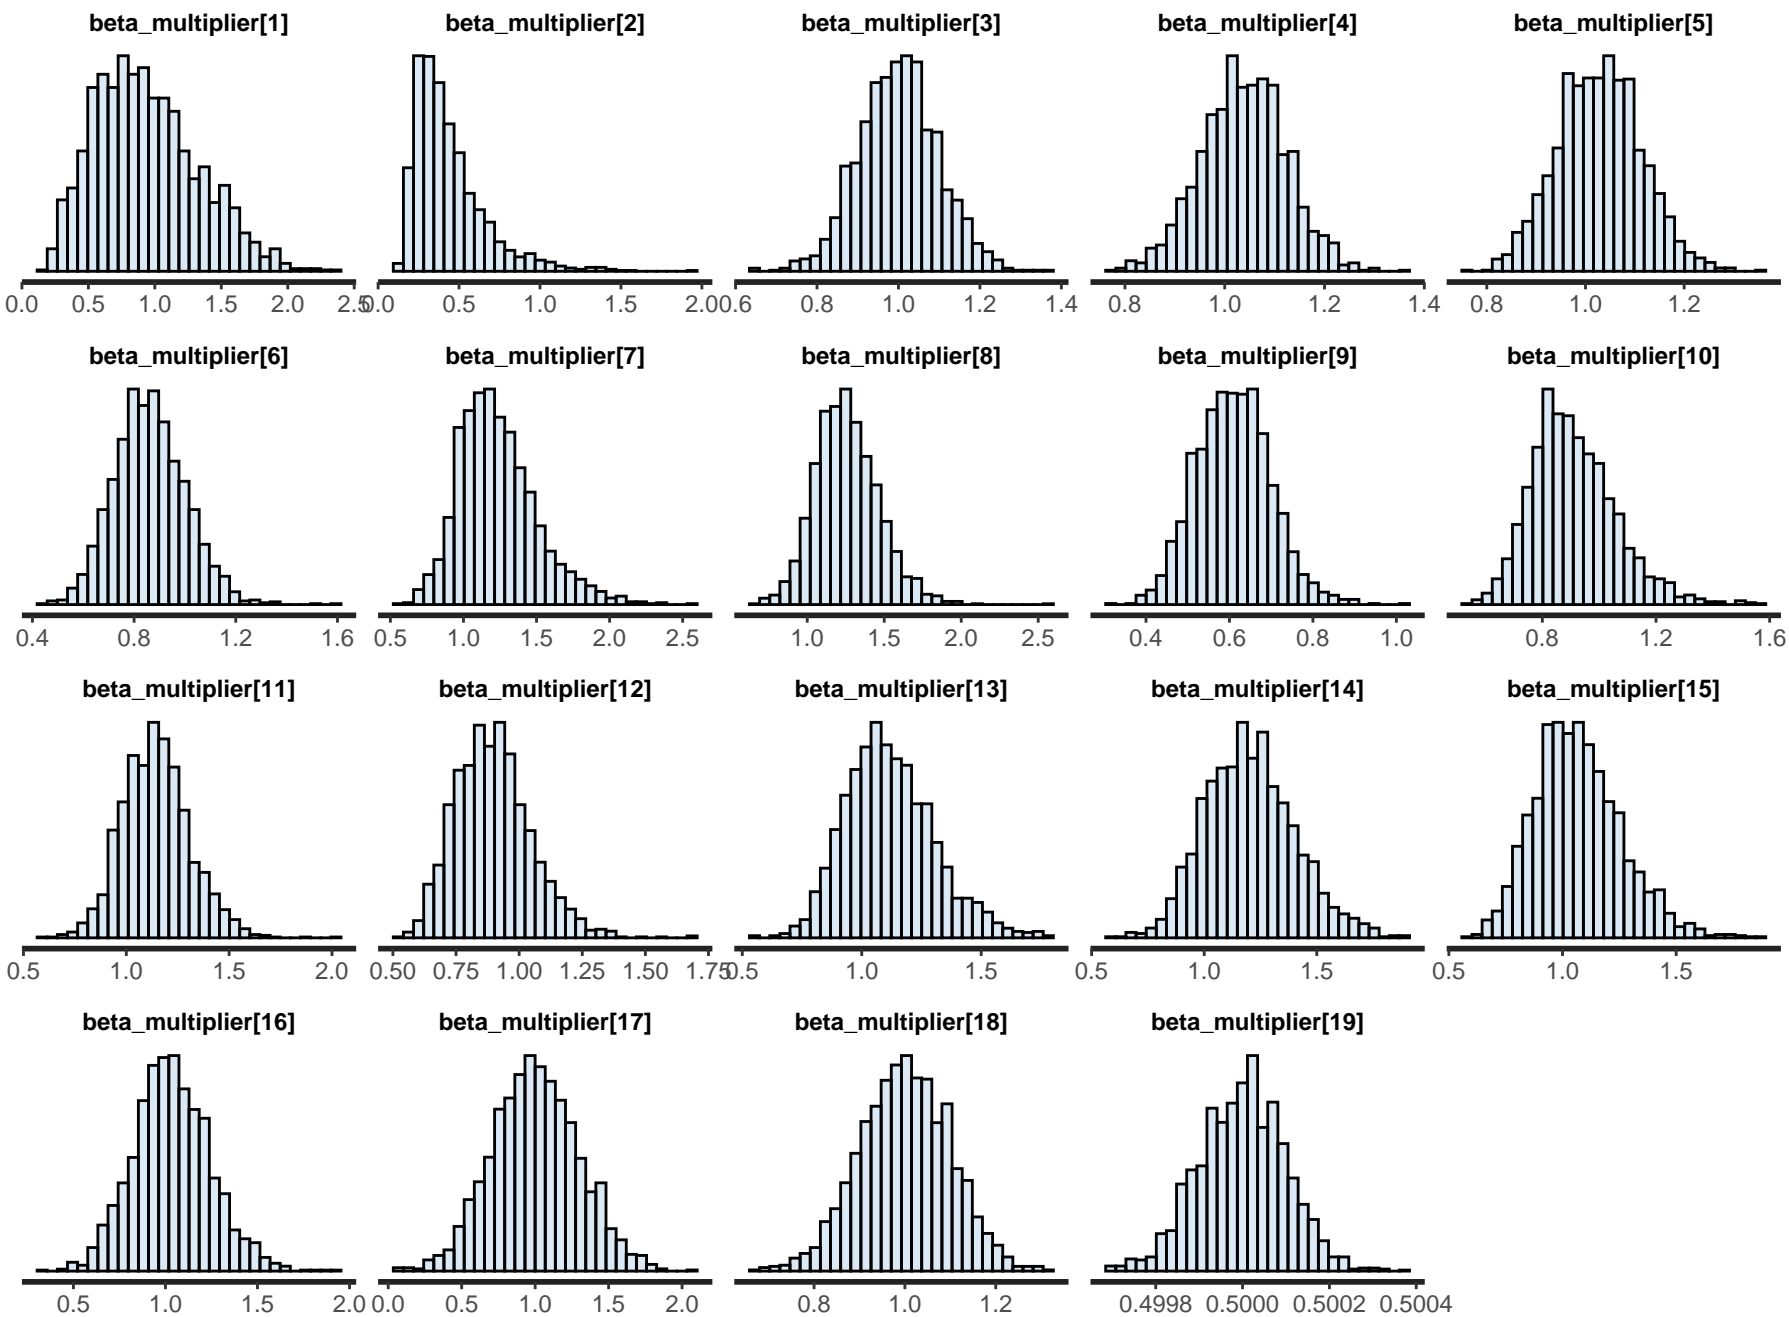 beta_multiplier[1] beta_multiplier[2] beta_multiplier[3] beta_multiplier[4] beta_multiplier[5]
0.0 0.5 1.0 1.5 2.0 2.5 0.0 0.5 1.0 1.5 2.0 0.6 0.8 1.0 1.2 1.4 0.8 1.0 1.2 1.4 0.8 1.0 1.2
beta_multiplier[6] beta_multiplier[7] beta_multiplier[8] beta_multiplier[9] beta_multiplier[10]
0.4 0.8 1.2 1.6 0.5 1.0 1.5 2.0 2.5 1.0 1.5 2.0 2.5 0.4 0.6 0.8 1.0 0.8 1.2 1.6
beta_multiplier[11] beta_multiplier[12] beta_multiplier[13] beta_multiplier[14] beta_multiplier[15]
0.5 1.0 1.5 2.0 0.50 0.75 1.00 1.25 1.50 1.75 0.5 1.0 1.5 0.5 1.0 1.5 0.5 1.0 1.5
beta_multiplier[16] beta_multiplier[17] beta_multiplier[18] beta_multiplier[19]
0.5 1.0 1.5 2.0 0.0 0.5 1.0 1.5 2.0 0.8 1.0 1.2 0.4998 0.5000 0.5002 0.5004